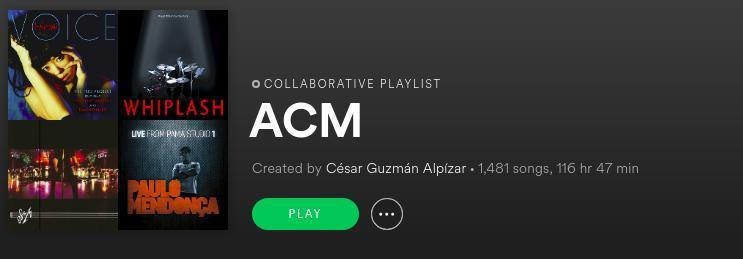 VOICE
WHIPLASH
LIVE FROM PAMA STUDIO 1
PAULO
MENDONÇA
COLLABORATIVE PLAYLIST
ACM
Created by César Guzmán Alpízar • 1,481 songs, 116 hr 47 min
PLAY